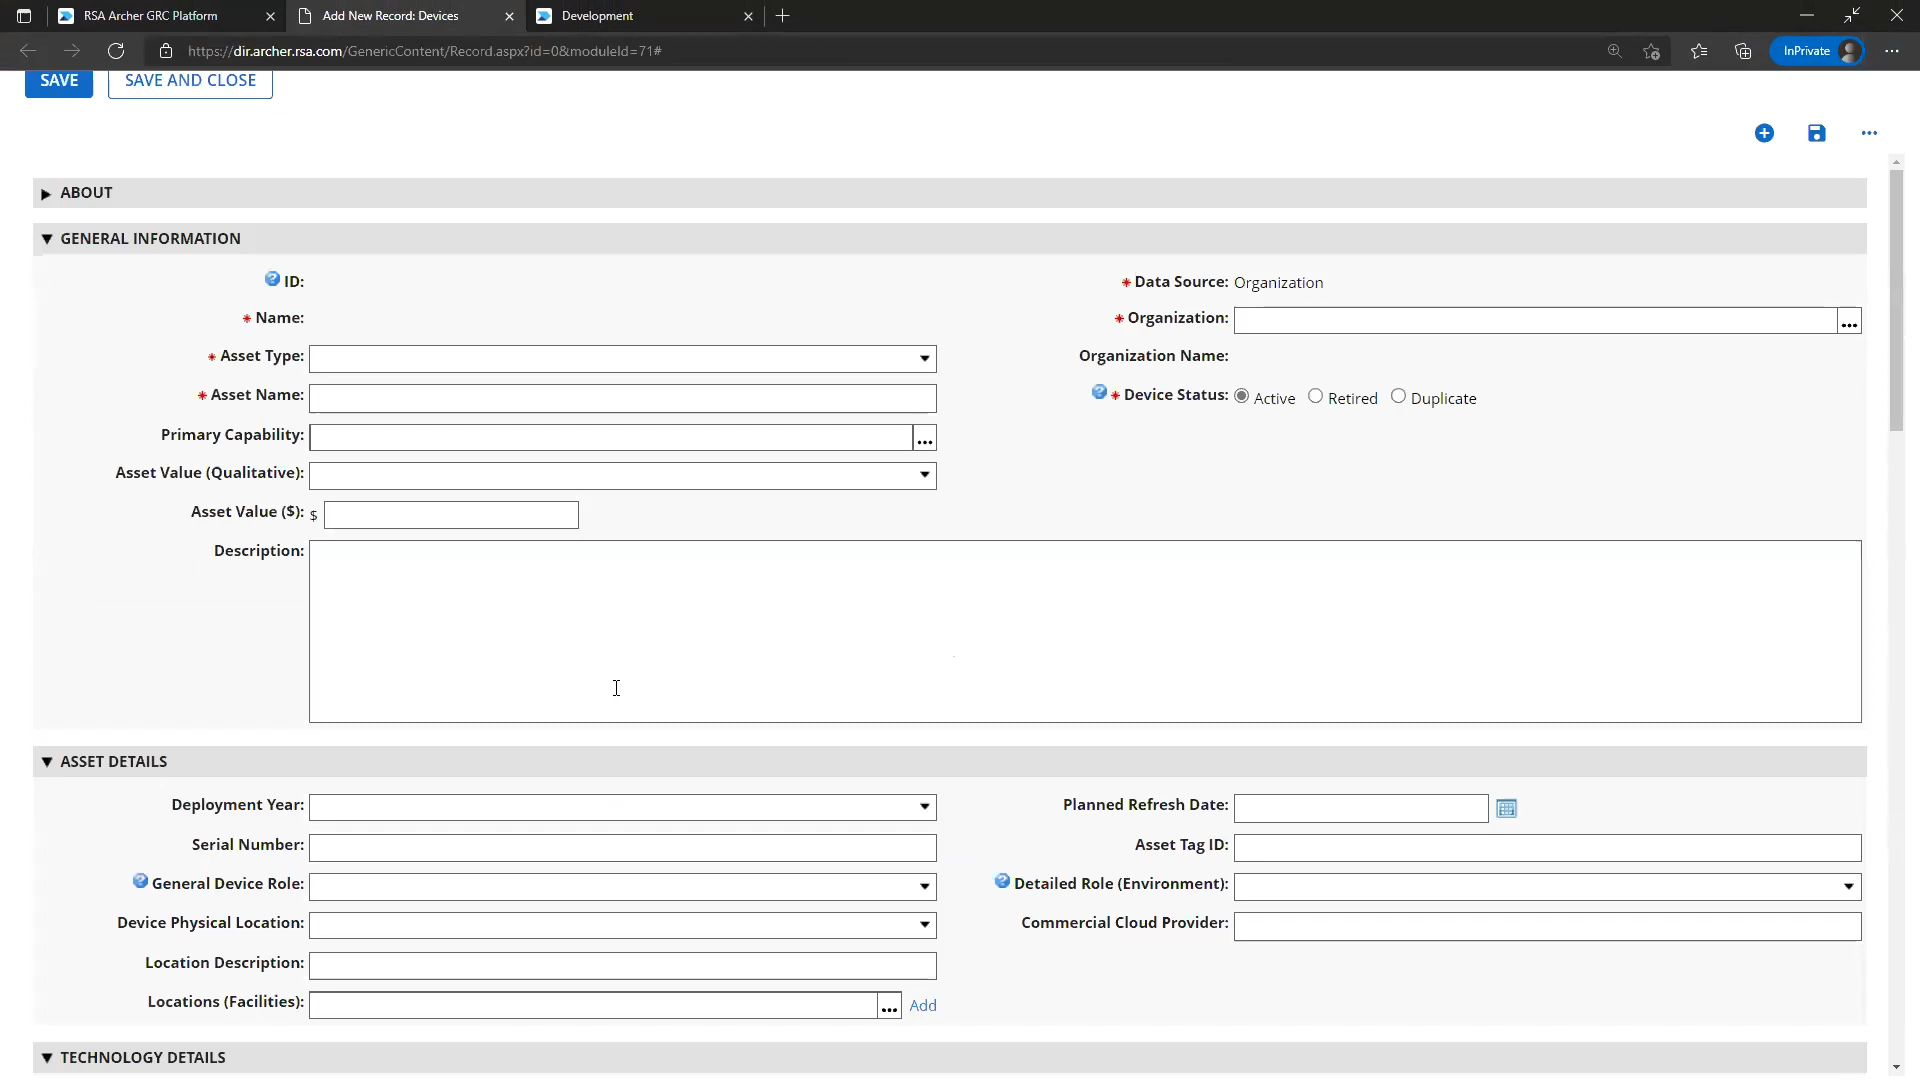 RSA Archer GRC Platform
Add New Record: Devices
Development
https://dir.archer.rsa.com/GenericContent/Record.aspx?id=0&moduleId=71#
InPrivate
SAVE
SAVE AND CLOSE
ABOUT
GENERAL INFORMATION
ID:
Data Source: Organization
Name:
Organization:
Asset Type:
Organization Name:
Asset Name:
Device Status: Active Retired Duplicate
Primary Capability:
Asset Value (Qualitative):
Asset Value ($): $
Description:
ASSET DETAILS
Deployment Year:
Planned Refresh Date:
Serial Number:
Asset Tag ID:
General Device Role:
Detailed Role (Environment):
Device Physical Location:
Commercial Cloud Provider:
Location Description:
Locations (Facilities): Add
TECHNOLOGY DETAILS